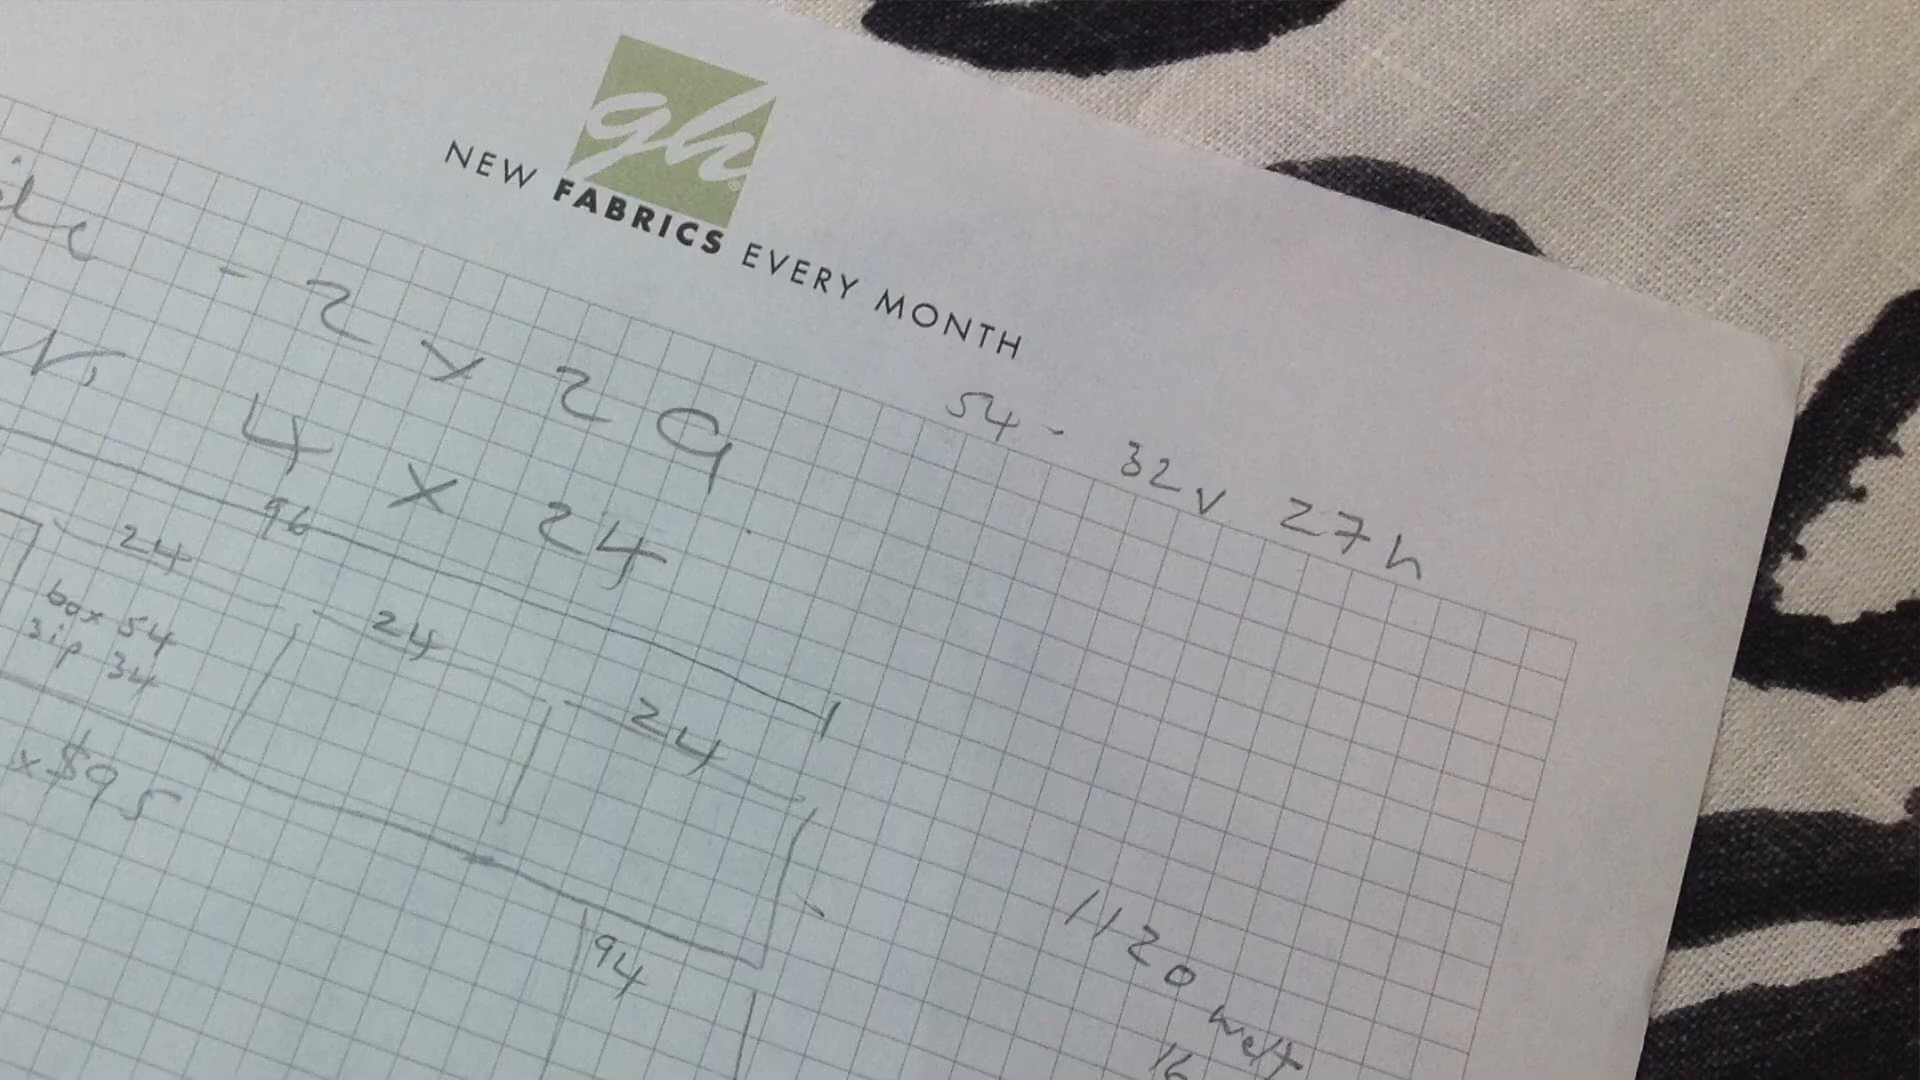 gh
NEW FABRICS EVERY MONTH
- 2 x 29
54 - 32v 27h
4 x 24
96
24
24
24
box 54
zip 34
x $95
94
1120 welt
16